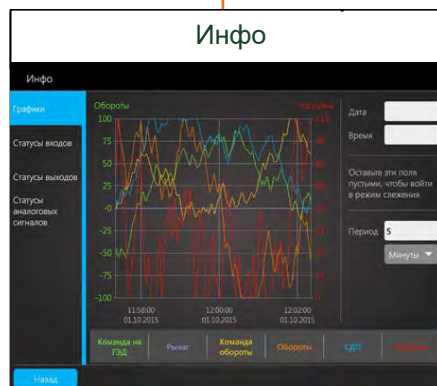 Инфо
Инфо
Графики
Статусы входов
Статусы выходов
Статусы
аналоговых
сигналов
Обороты
100
75
50
25
-0
-25
-50
-75
-100
11:58:00
01.10.2015
12:00:00
01.10.2015
12:02:00
01.10.2015
Дата
Время
Оставьте эти поля
пустыми, чтобы войти
в режим слежения
Период 5
Минуты
Команда на
ГЭД
Рычаг
Команда
обороты
Обороты
СДП
Назад